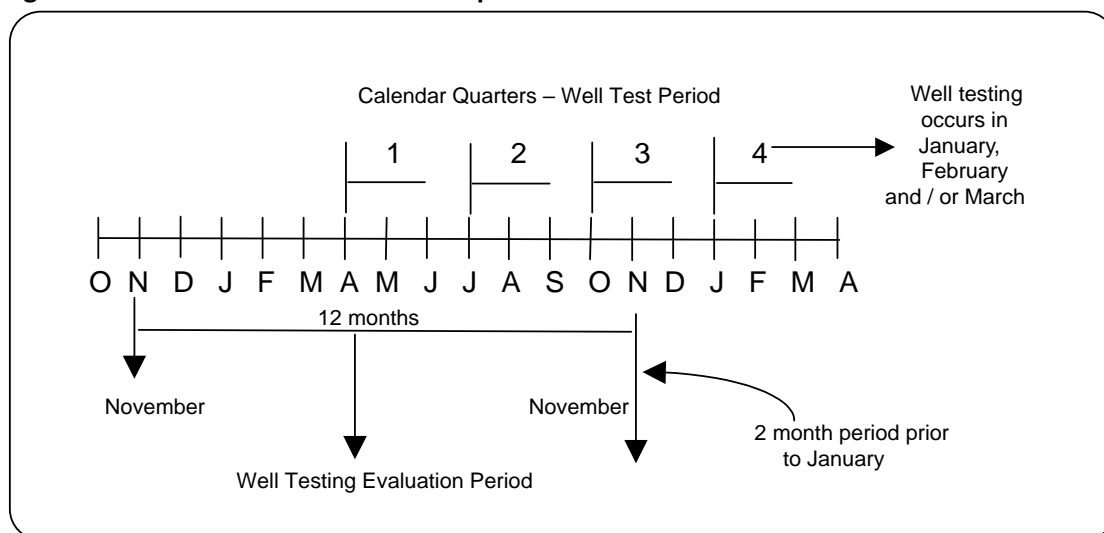 Calendar Quarters – Well Test Period
Well testing
occurs in
January,
February
and / or March
1 2 3 4
O N D J F M A M J J A S O N D J F M A
12 months
November
November
2 month period prior
to January
Well Testing Evaluation Period